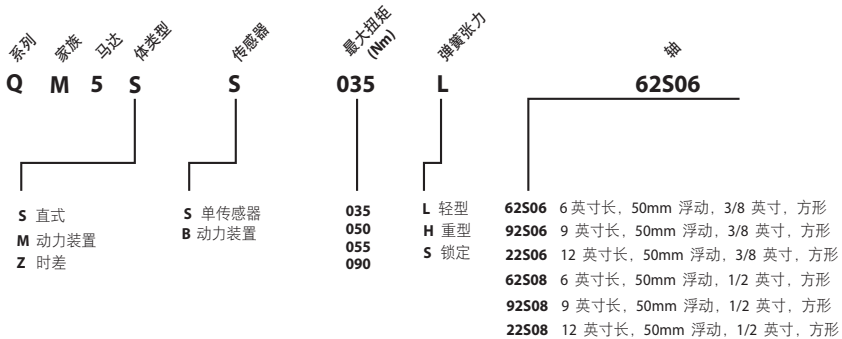 系列 家族 马达 体类型 传感器 最大扭矩 (Nm) 弹簧张力 轴
Q M 5 S S 035 L 62S06
S 直式
M 动力装置
Z 时差
S 单传感器
B 动力装置
035
050
055
090
L 轻型
H 重型
S 锁定
62S06 6 英寸长，50mm 浮动，3/8 英寸，方形
92S06 9 英寸长，50mm 浮动，3/8 英寸，方形
22S06 12 英寸长，50mm 浮动，3/8 英寸，方形
62S08 6 英寸长，50mm 浮动，1/2 英寸，方形
92S08 9 英寸长，50mm 浮动，1/2 英寸，方形
22S08 12 英寸长，50mm 浮动，1/2 英寸，方形